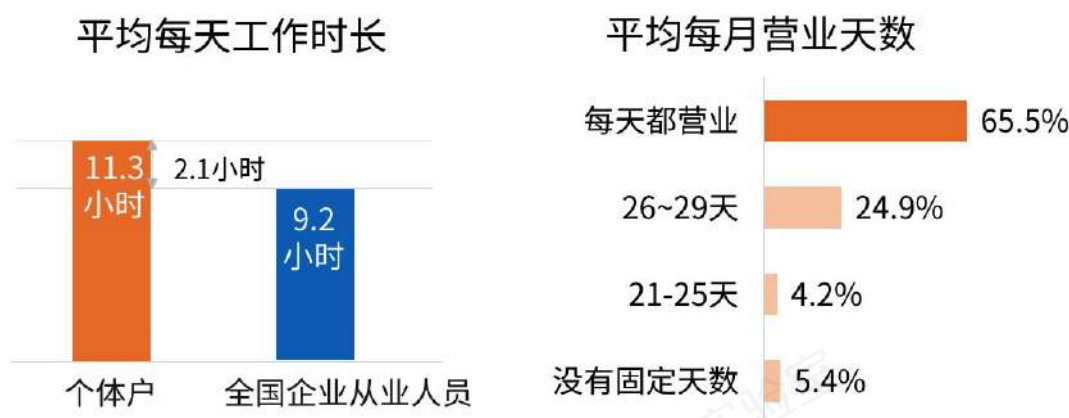 平均每天工作时长
11.3
小时
2.1小时
9.2
小时
个体户
全国企业从业人员
平均每月营业天数
每天都营业
65.5%
26~29天
24.9%
21-25天
4.2%
没有固定天数
5.4%
实验室